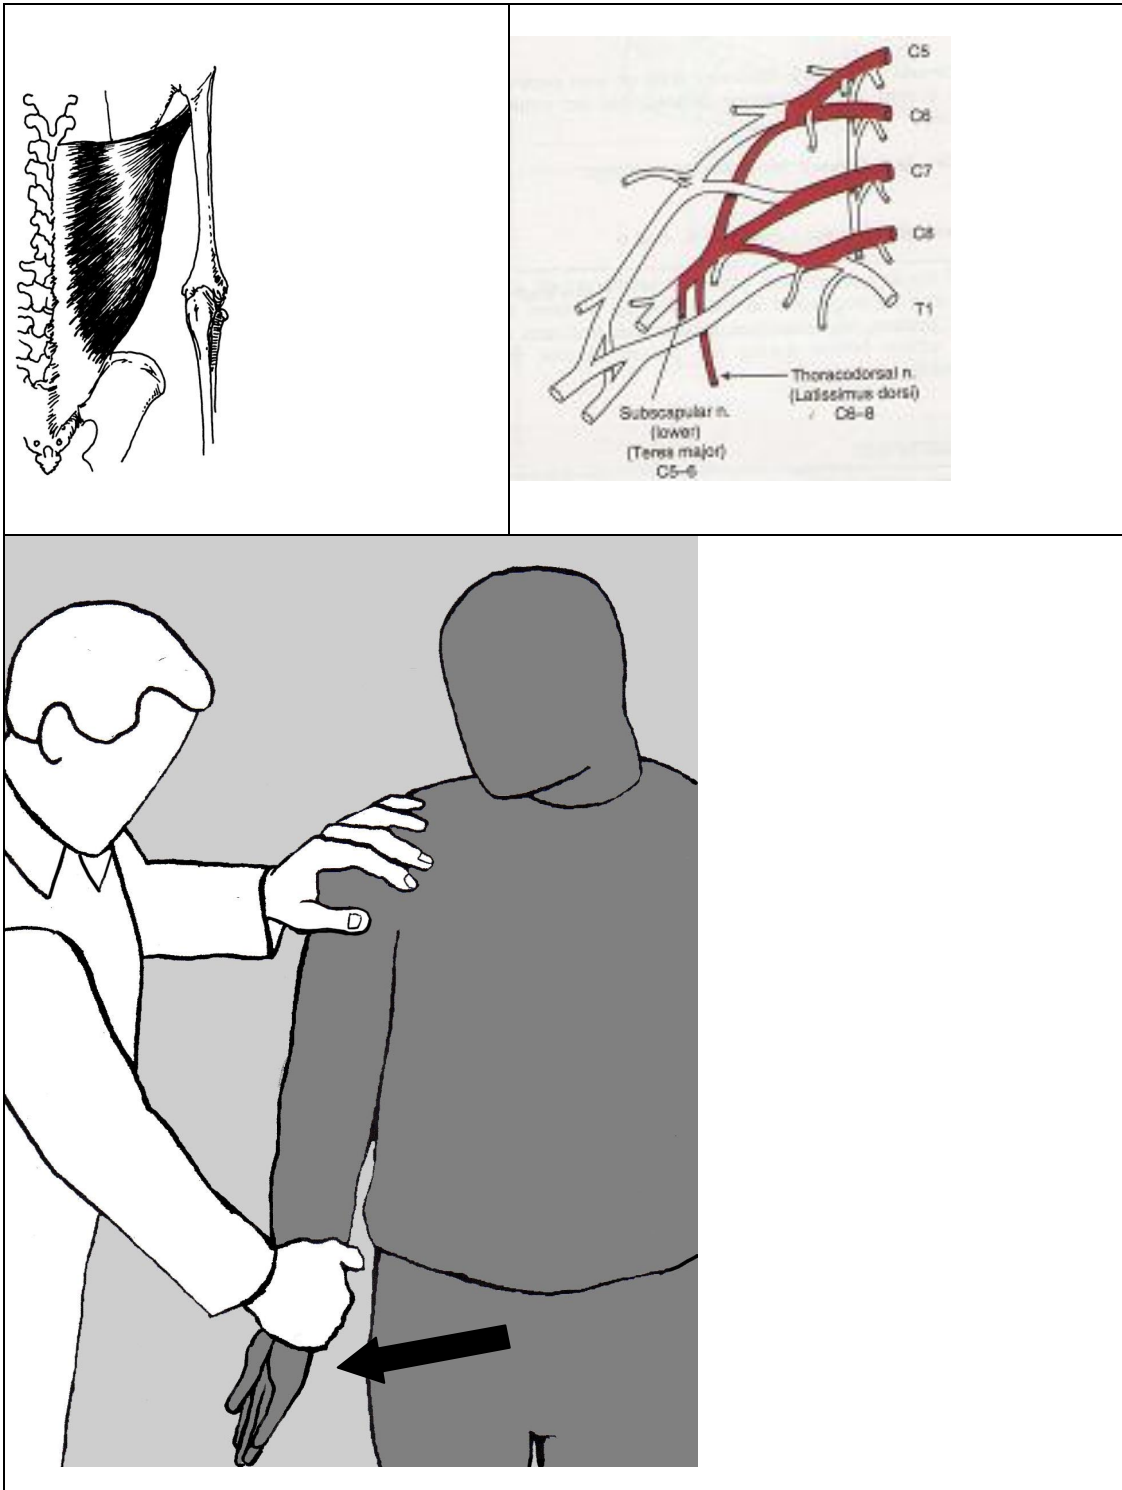 C5
C6
C7
C8
T1
Thoracodorsal n.
(Latissimus dorsi)
C6-8
Subscapular n.
(lower)
(Teres major)
C5-6